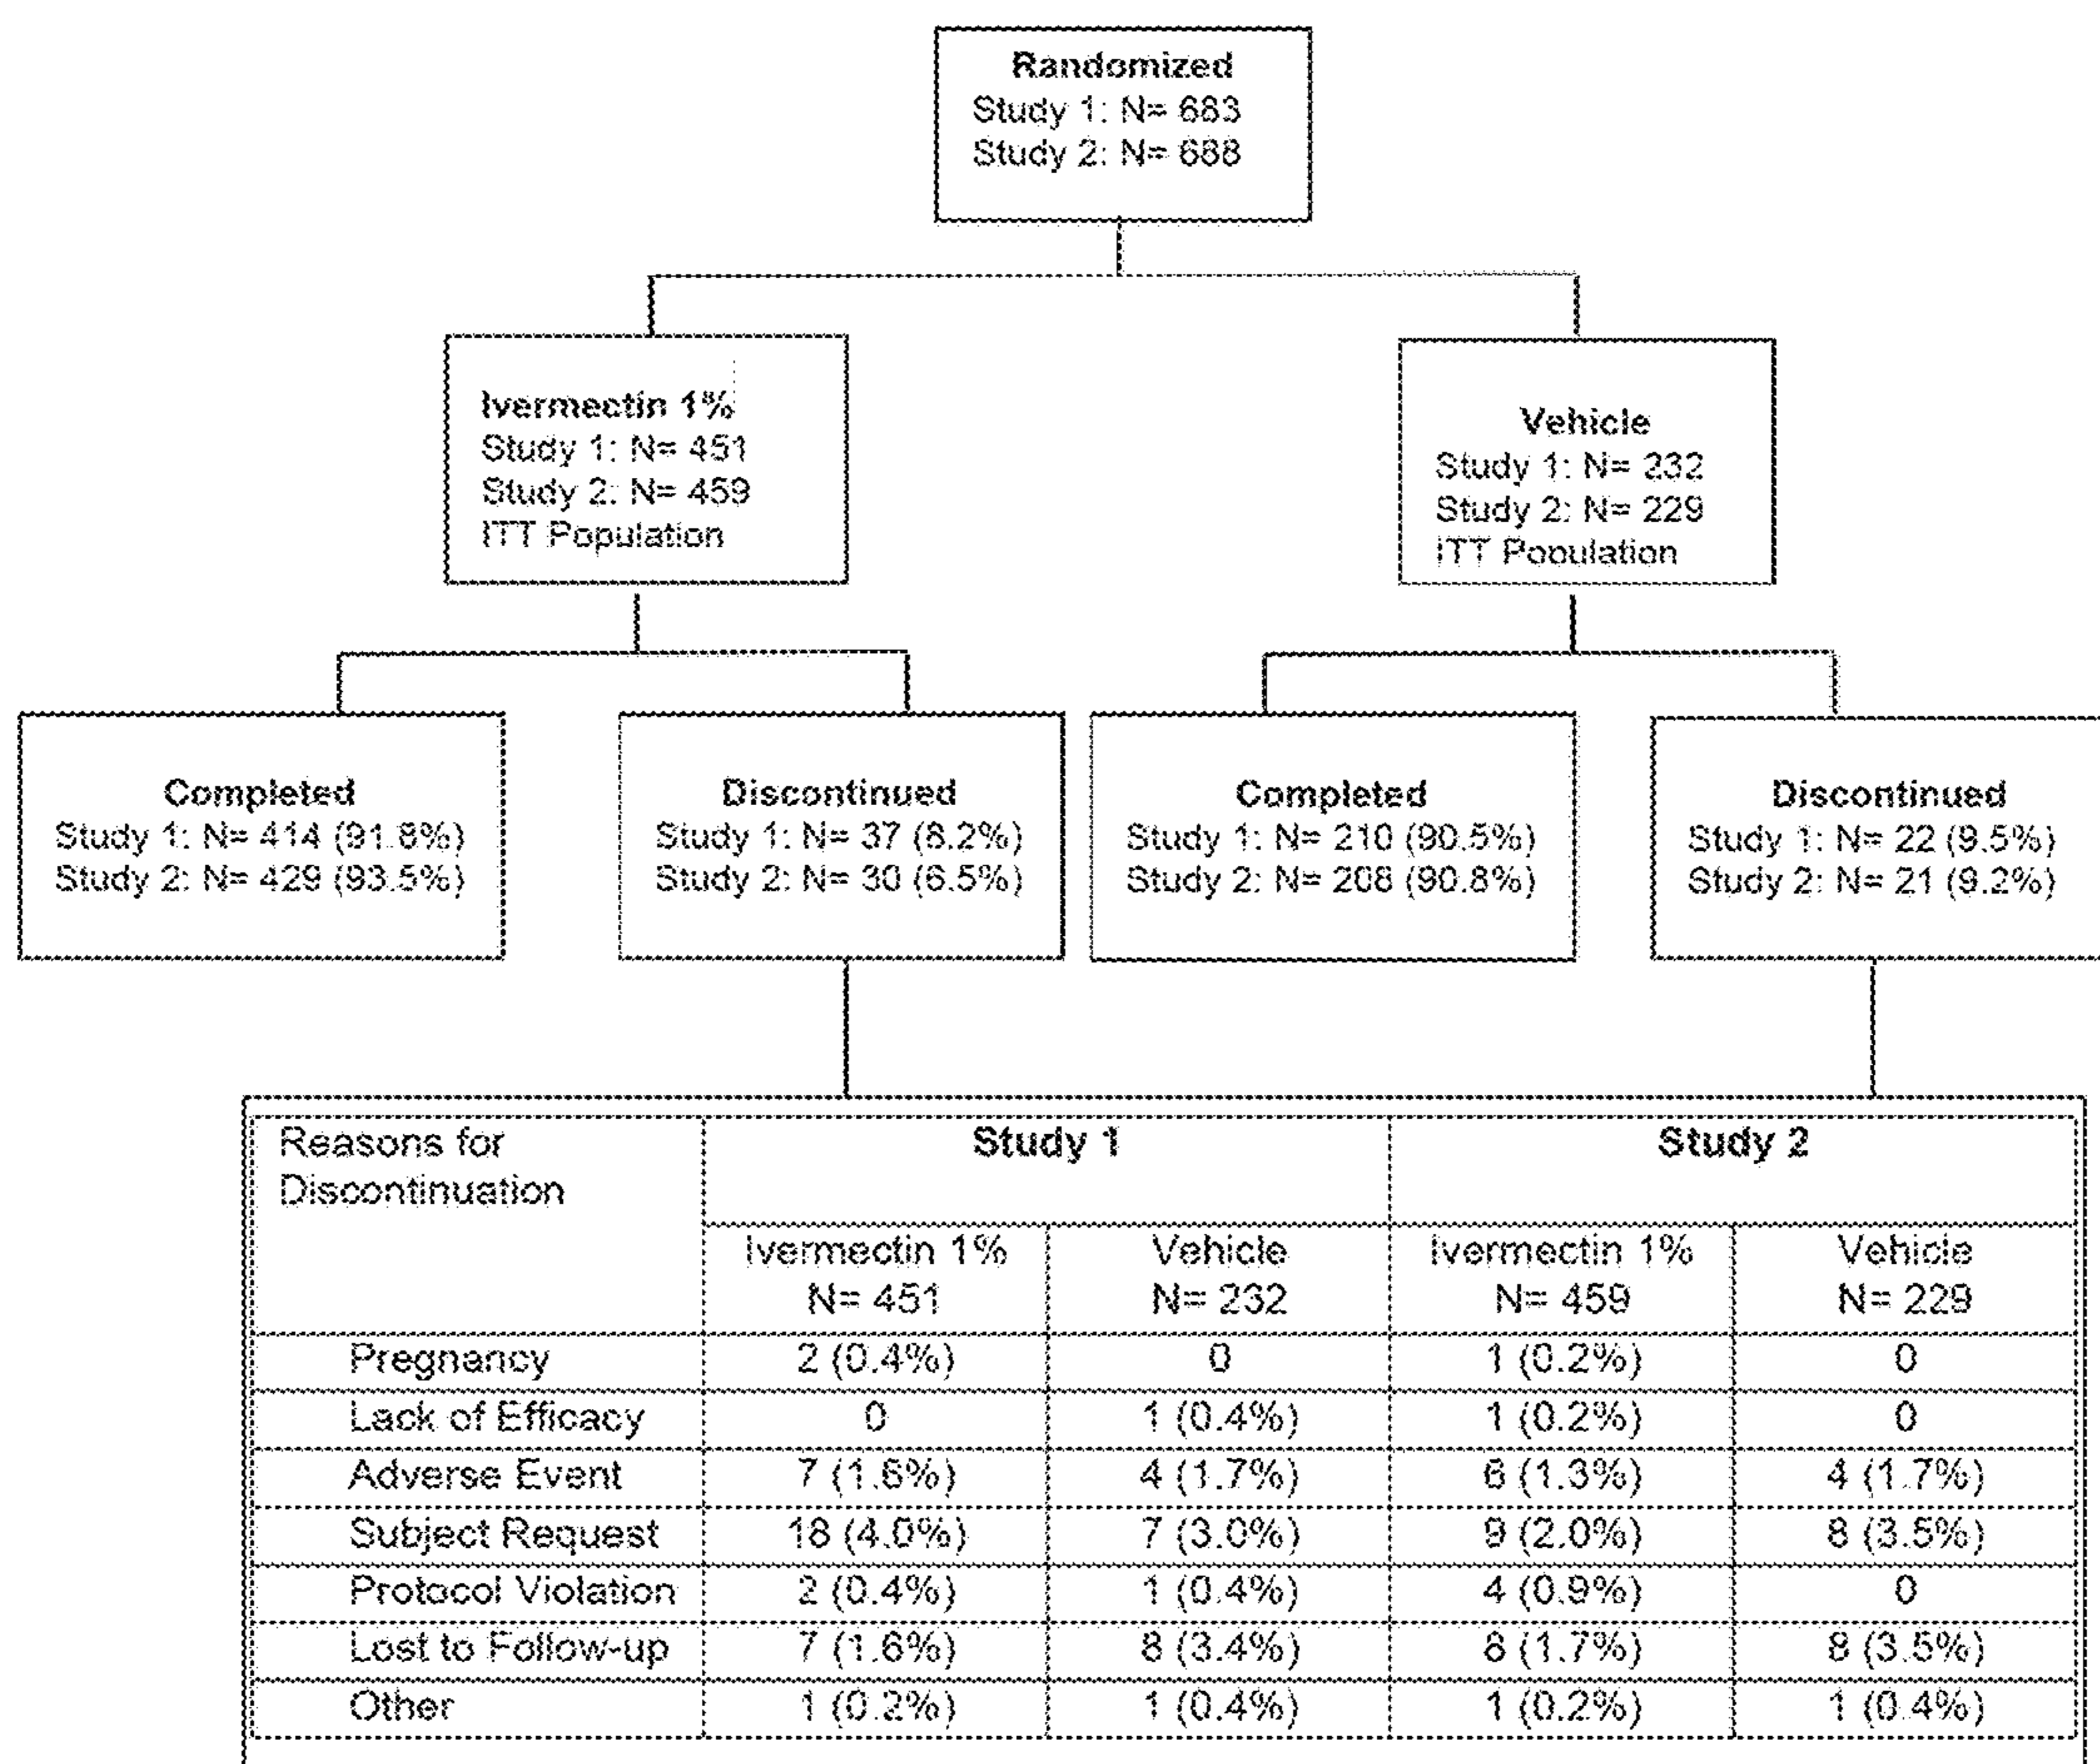 Randomized
Study 1: N= 683
Study 2: N= 688
Ivermectin 1%
Study 1: N= 451
Study 2: N= 459
ITT Population
Vehicle
Study 1: N= 232
Study 2: N= 229
ITT Population
Completed
Study 1: N= 414 (91.8%)
Study 2: N= 429 (93.5%)
Discontinued
Study 1: N= 37 (8.2%)
Study 2: N= 30 (6.5%)
Completed
Study 1: N= 210 (90.5%)
Study 2: N= 208 (90.8%)
Discontinued
Study 1: N= 22 (9.5%)
Study 2: N= 21 (9.2%)
Reasons for Study 1 Study 2
Discontinuation
Ivermectin 1% Vehicle Ivermectin 1% Vehicle
N= 451 N= 232 N= 459 N= 229
Pregnancy 2 (0.4%) 0 1 (0.2%) 0
Lack of Efficacy 0 1 (0.4%) 1 (0.2%) 0
Adverse Event 7 (1.6%) 4 (1.7%) 6 (1.3%) 4 (1.7%)
Subject Request 18 (4.0%) 7 (3.0%) 9 (2.0%) 8 (3.5%)
Protocol Violation 2 (0.4%) 1 (0.4%) 4 (0.9%) 0
Lost to Follow-up 7 (1.6%) 8 (3.4%) 8 (1.7%) 8 (3.5%)
Other 1 (0.2%) 1 (0.4%) 1 (0.2%) 1 (0.4%)